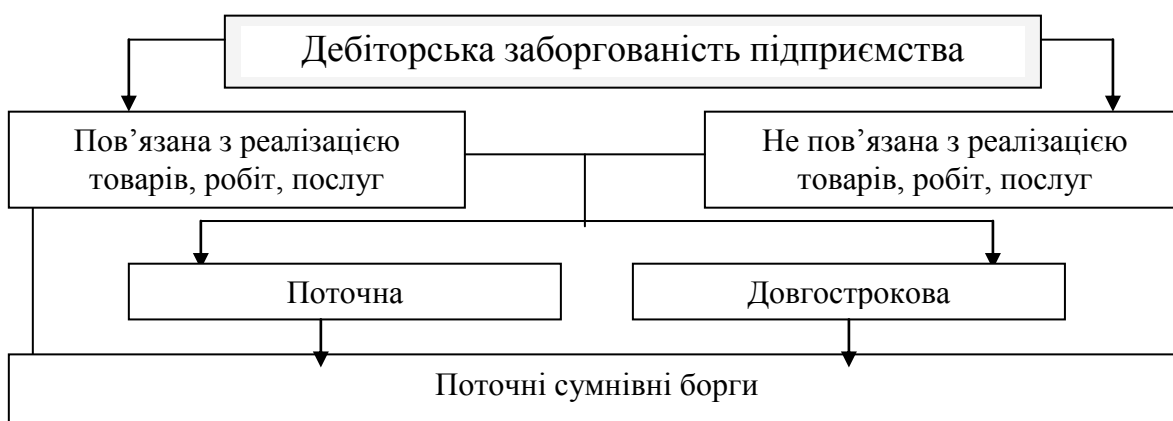 Дебіторська заборгованість підприємства
Пов’язана з реалізацією
товарів, робіт, послуг
Не пов’язана з реалізацією
товарів, робіт, послуг
Поточна
Довгострокова
Поточні сумнівні борги